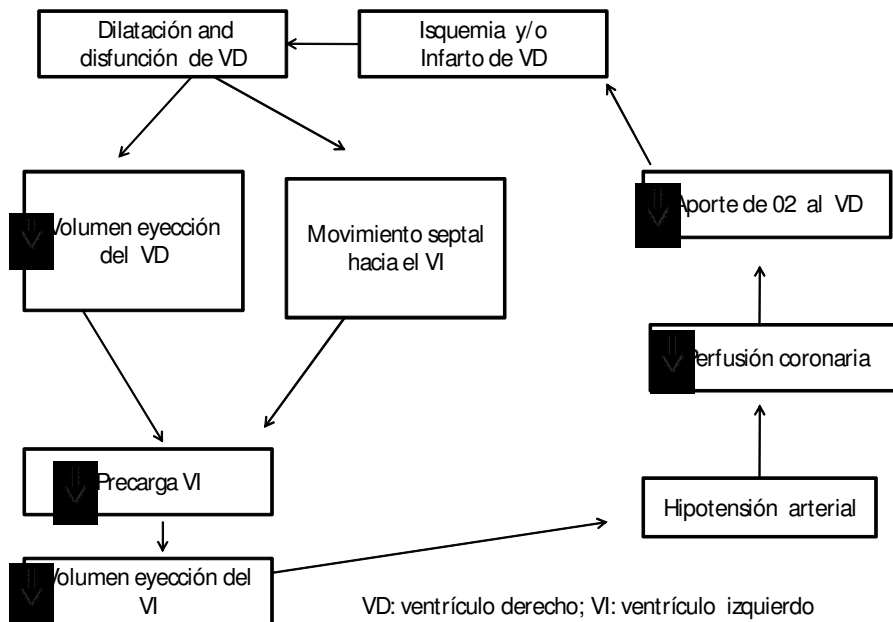 Dilatación and
disfunción de VD
Isquemia y/o
Infarto de VD
Volumen eyección
del VD
Movimiento septal
hacia el VI
Aporte de 02 al VD
Perfusión coronaria
Precarga VI
Hipotensión arterial
Volumen eyección del
VI
VD: ventrículo derecho; VI: ventrículo izquierdo